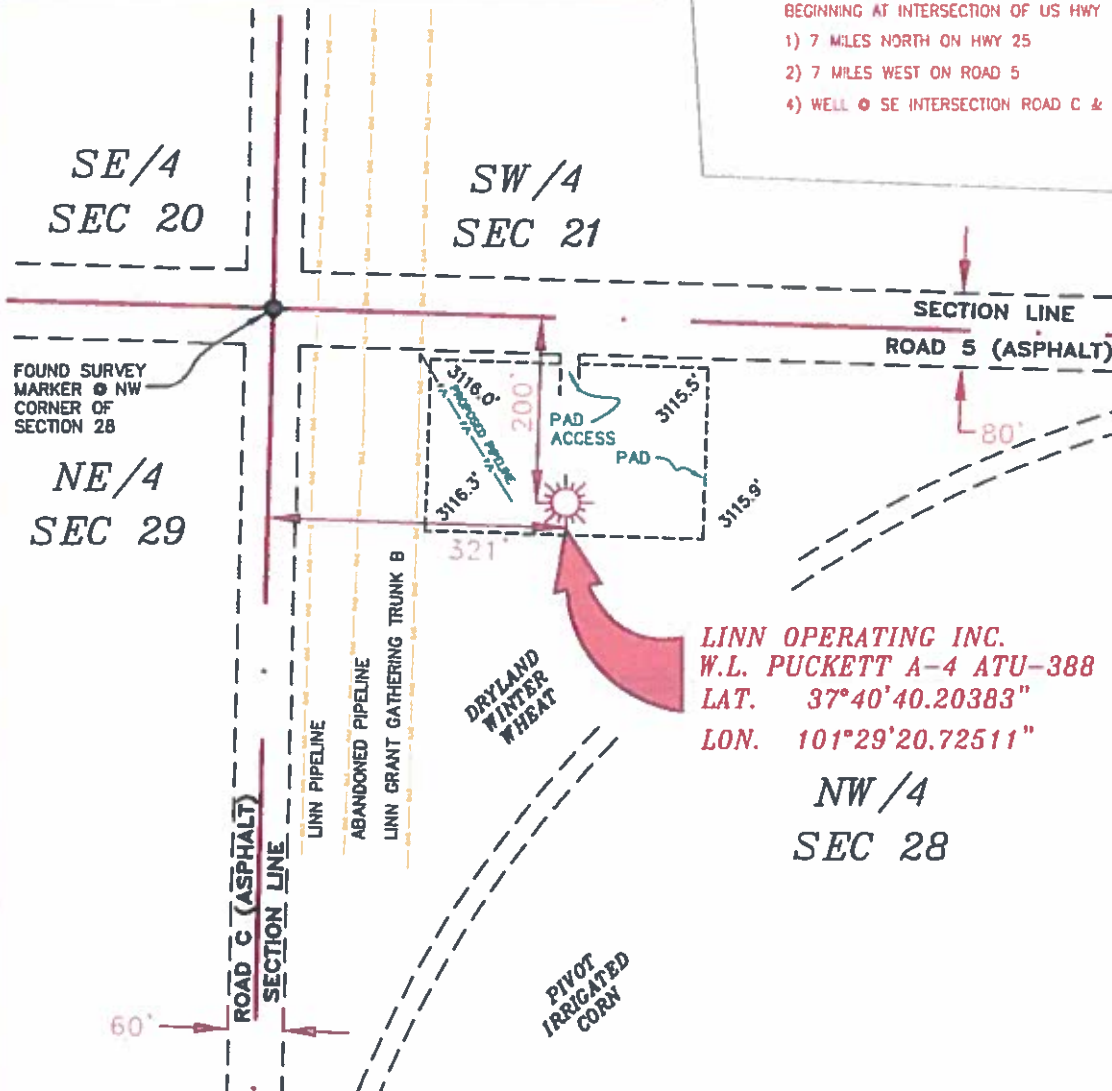 BEGINNING AT INTERSECTION OF US HWY
1) 7 MILES NORTH ON HWY 25
2) 7 MILES WEST ON ROAD 5
4) WELL @ SE INTERSECTION ROAD C &
SE/4
SEC 20
SW/4
SEC 21
SECTION LINE
ROAD 5 (ASPHALT)
80'
FOUND SURVEY
MARKER @ NW
CORNER OF
SECTION 28
3116.0'
PROPOSED PIPELINE
200'
PAD
ACCESS
3115.5'
PAD
3116.3'
3115.9'
NE/4
SEC 29
321'
LINN PIPELINE
ABANDONED PIPELINE
LINN GRANT GATHERING TRUNK B
DRYLAND
WINTER
WHEAT
LINN OPERATING INC.
W.L. PUCKETT A-4 ATU-388
LAT. 37°40'40.20383"
LON. 101°29'20.72511"
NW/4
SEC 28
ROAD C (ASPHALT)
SECTION LINE
PIVOT
IRRIGATED
CORN
60'